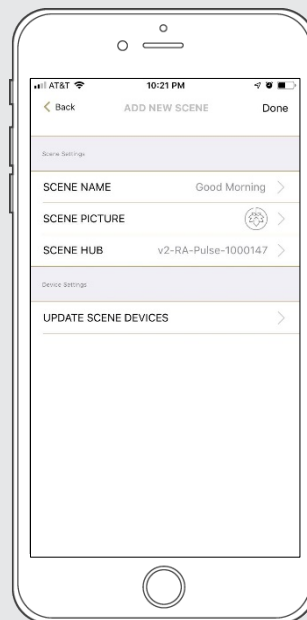 AT&T 10:21 PM
Back ADD NEW SCENE Done
Scene Settings
SCENE NAME Good Morning
SCENE PICTURE
SCENE HUB v2-RA-Pulse-1000147
Device Settings
UPDATE SCENE DEVICES